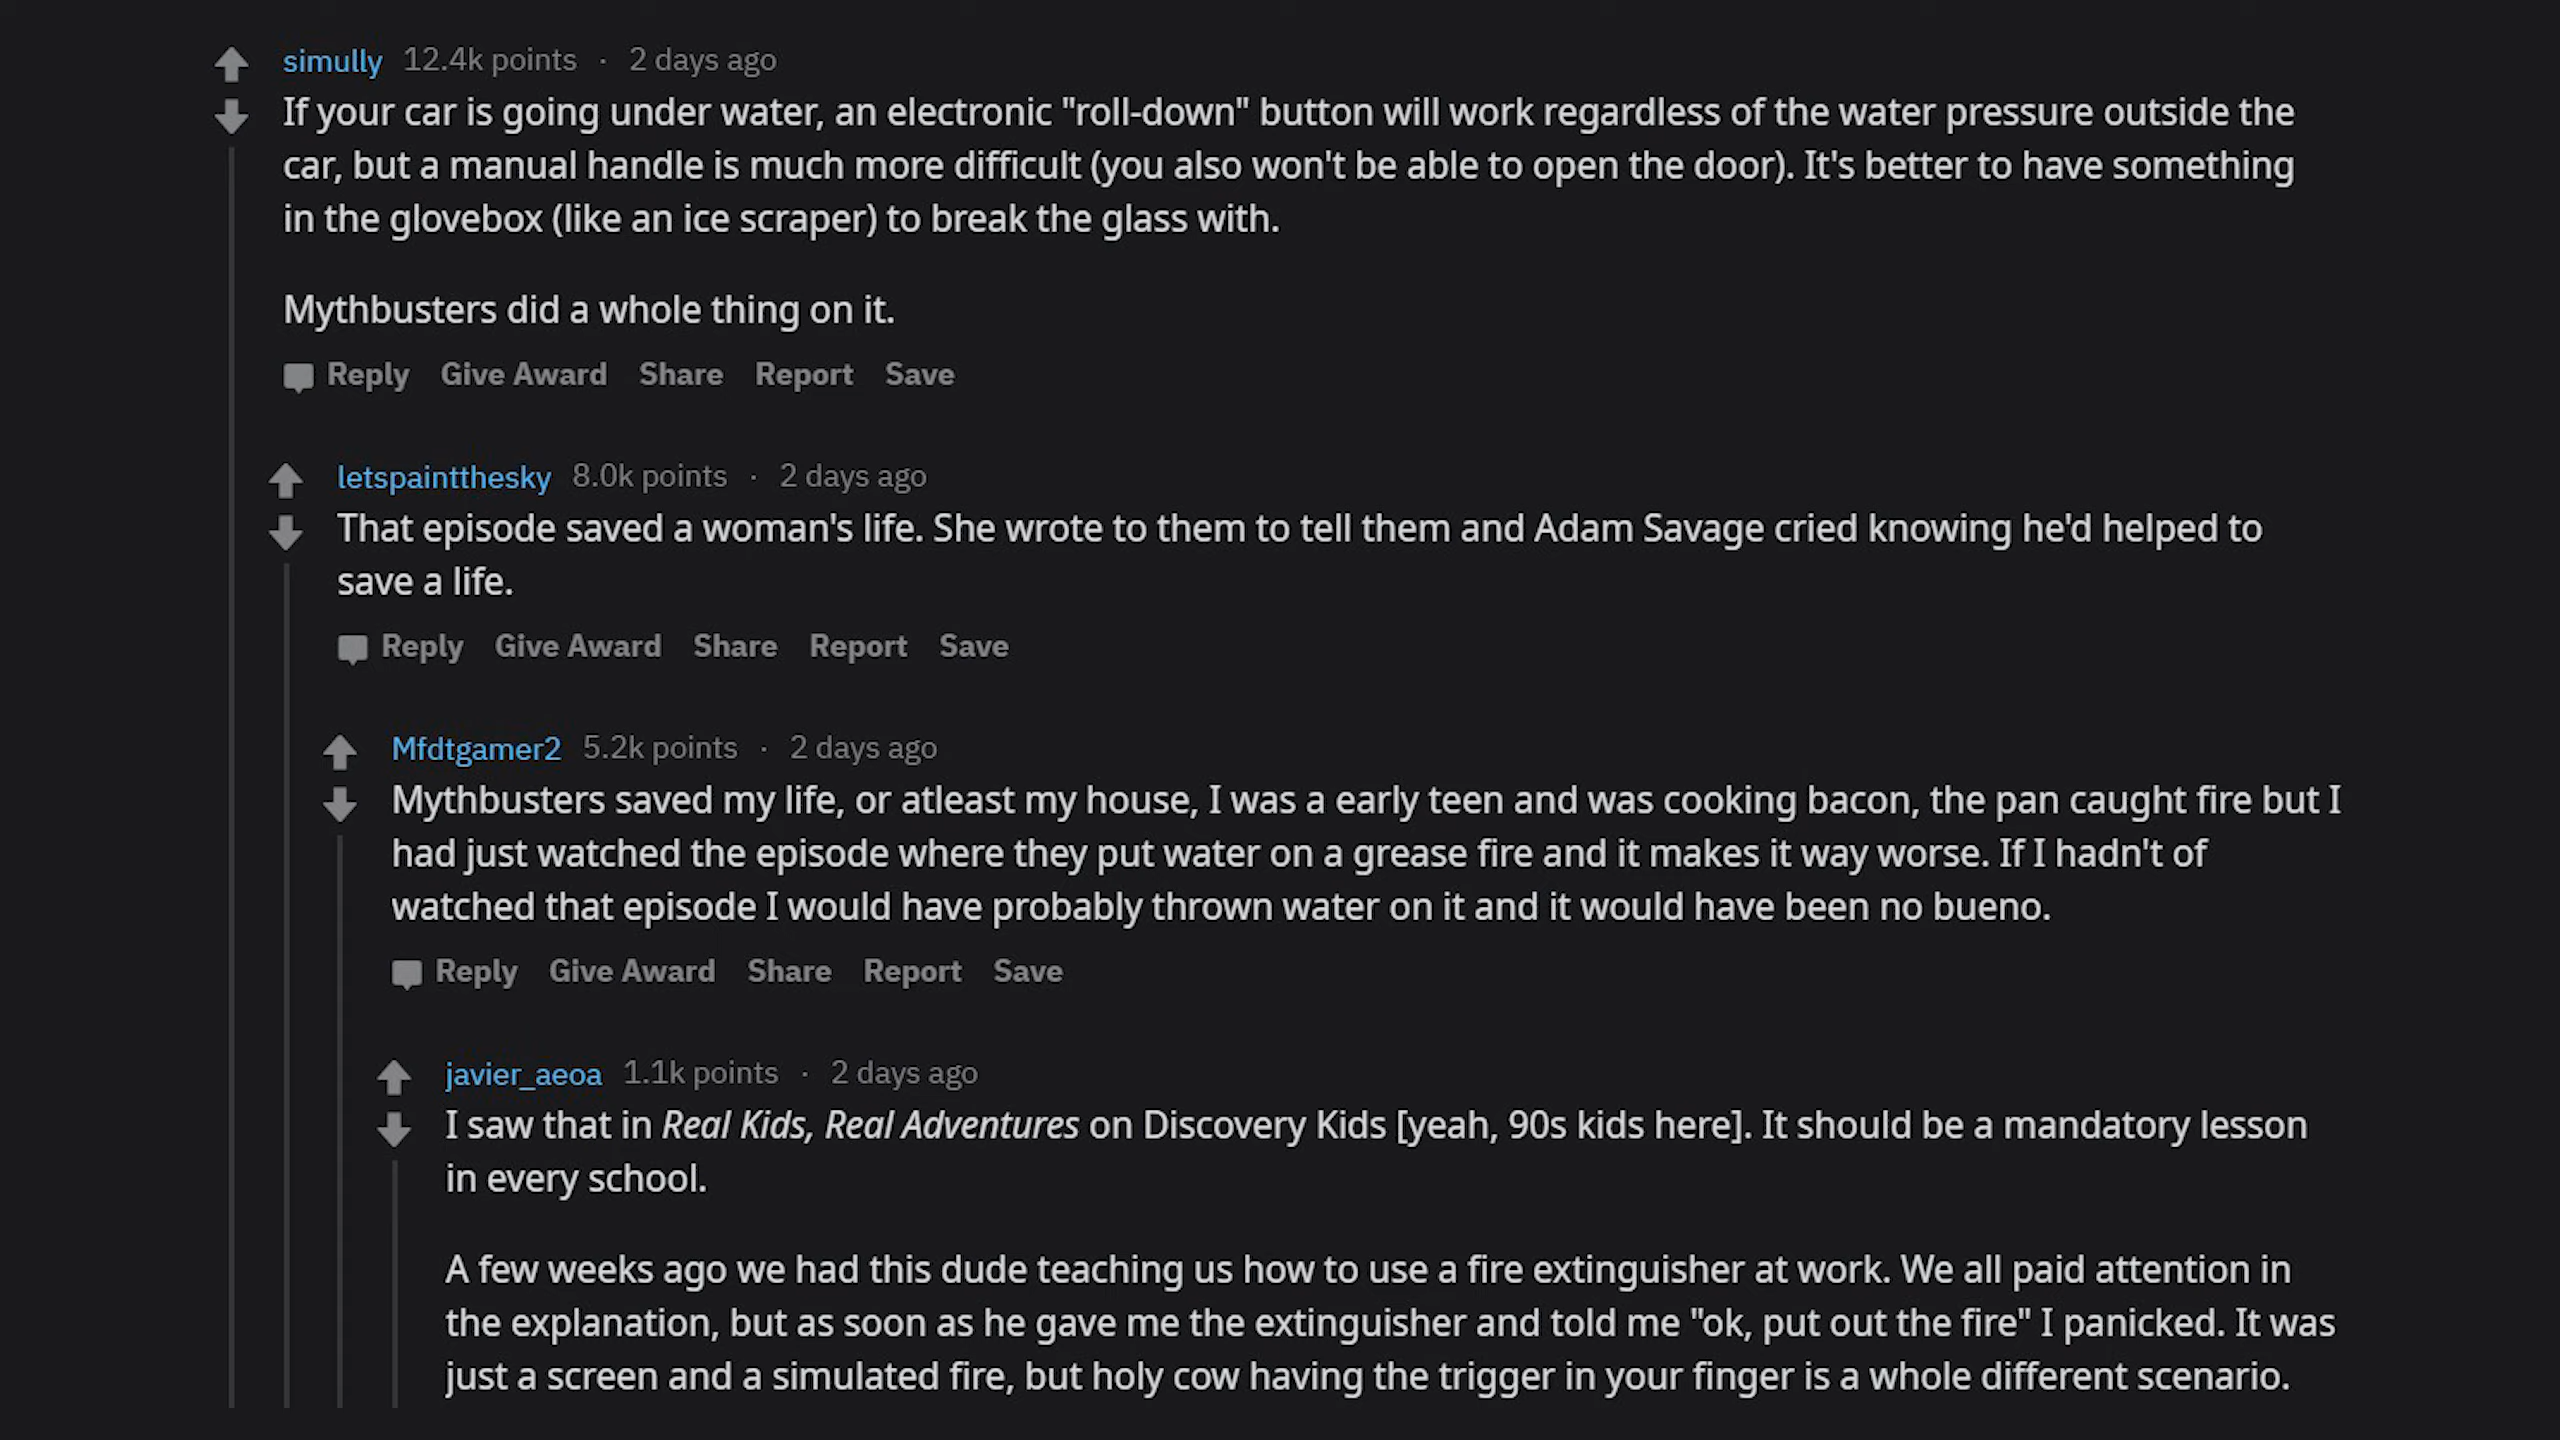 simully 12.4k points · 2 days ago
If your car is going under water, an electronic "roll-down" button will work regardless of the water pressure outside the
car, but a manual handle is much more difficult (you also won't be able to open the door). It's better to have something
in the glovebox (like an ice scraper) to break the glass with.
Mythbusters did a whole thing on it.
Reply Give Award Share Report Save
letspaintthesky 8.0k points · 2 days ago
That episode saved a woman's life. She wrote to them to tell them and Adam Savage cried knowing he'd helped to
save a life.
Reply Give Award Share Report Save
Mfdtgamer2 5.2k points · 2 days ago
Mythbusters saved my life, or atleast my house, I was a early teen and was cooking bacon, the pan caught fire but I
had just watched the episode where they put water on a grease fire and it makes it way worse. If I hadn't of
watched that episode I would have probably thrown water on it and it would have been no bueno.
Reply Give Award Share Report Save
javier_aeoa 1.1k points · 2 days ago
I saw that in Real Kids, Real Adventures on Discovery Kids [yeah, 90s kids here]. It should be a mandatory lesson
in every school.
A few weeks ago we had this dude teaching us how to use a fire extinguisher at work. We all paid attention in
the explanation, but as soon as he gave me the extinguisher and told me "ok, put out the fire" I panicked. It was
just a screen and a simulated fire, but holy cow having the trigger in your finger is a whole different scenario.